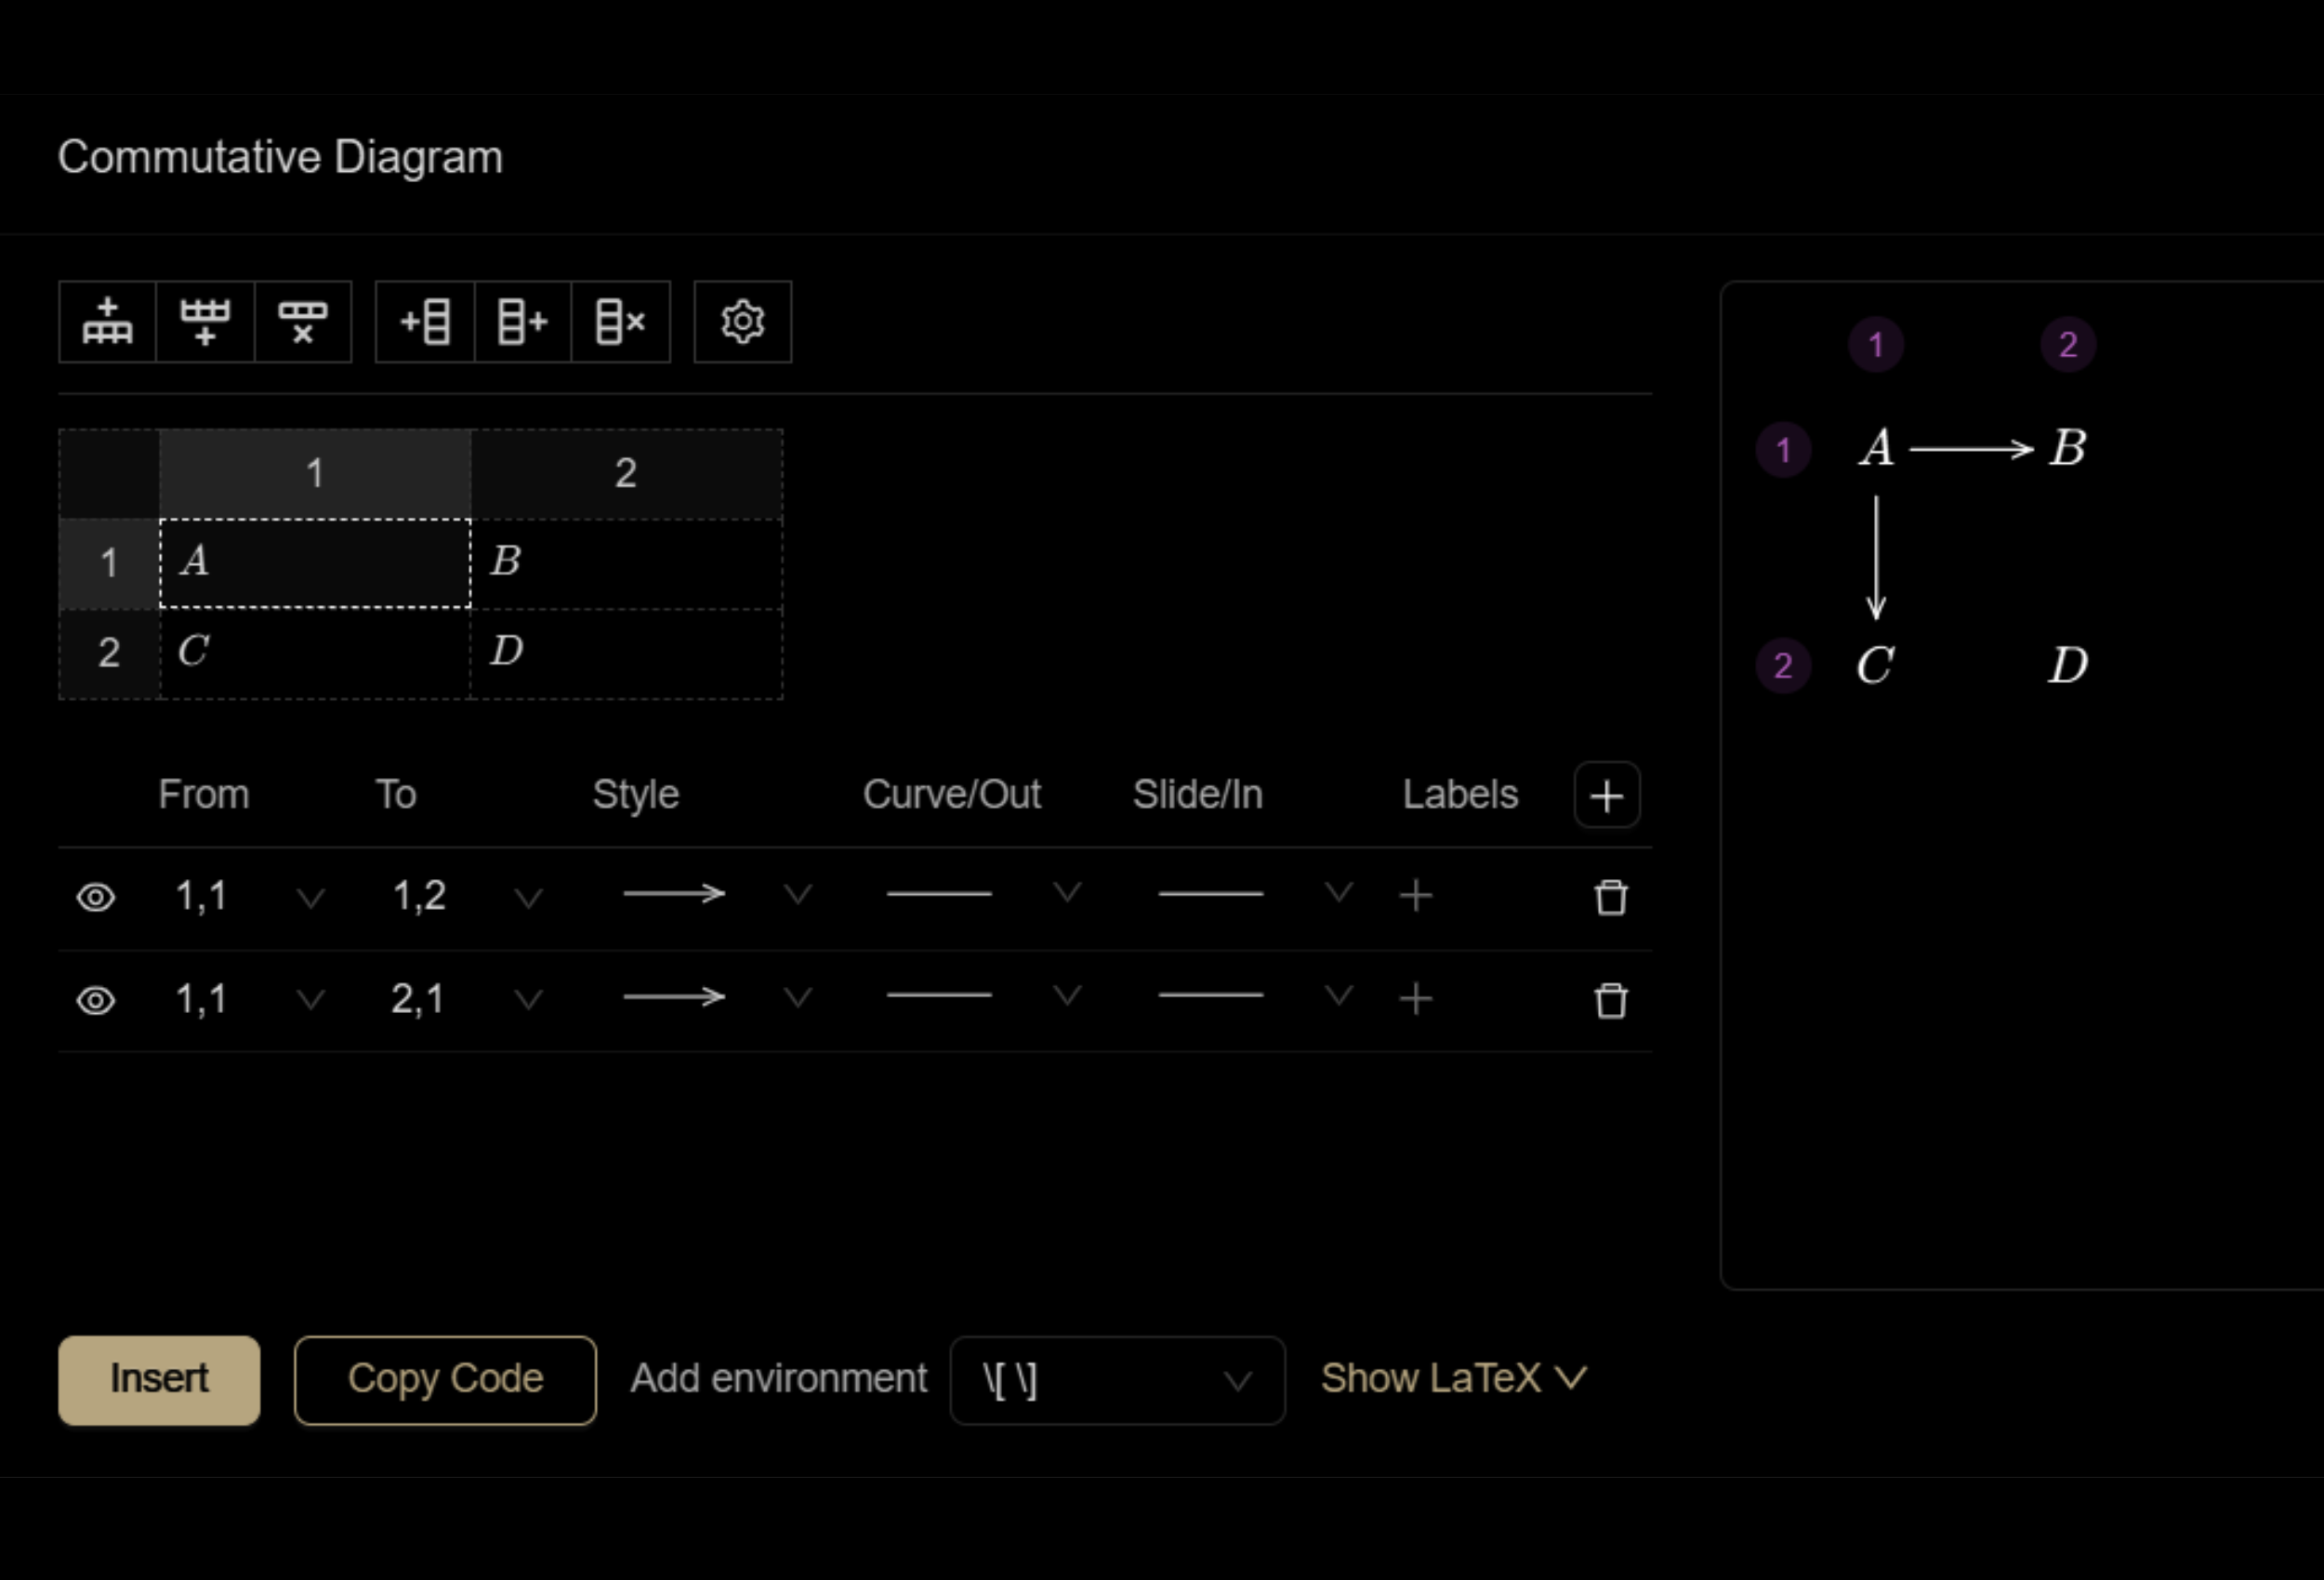 Commutative Diagram
1 2
1 A B
2 C D
From To Style Curve/Out Slide/In Labels
1,1 1,2
1,1 2,1
Insert Copy Code Add environment \[ \] Show LaTeX
1 2
1 A B
2 C D